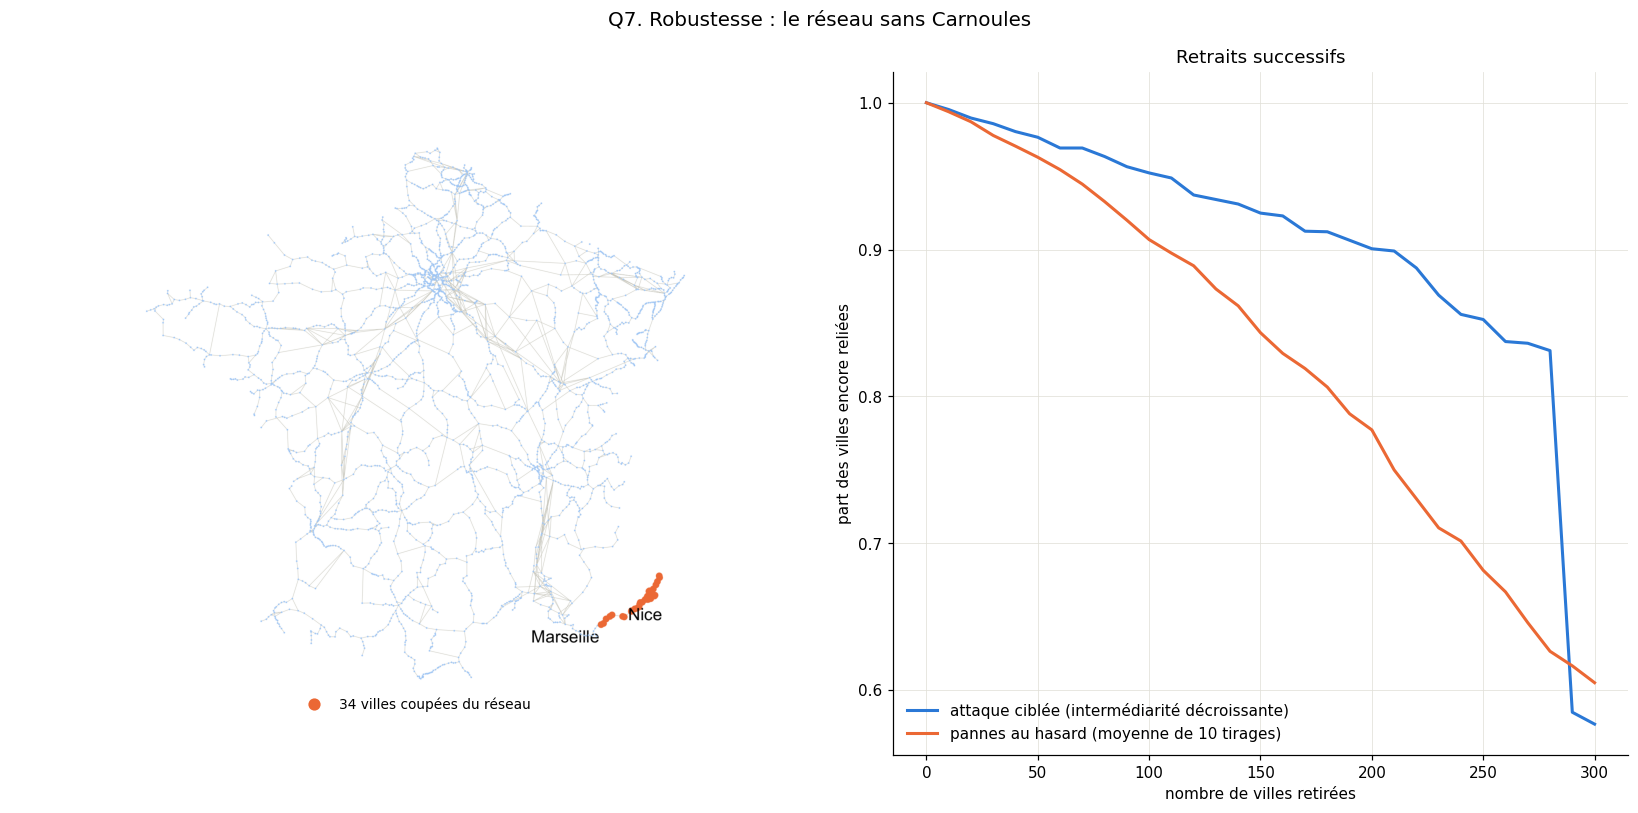 Q7. Robustesse : le réseau sans Carnoules
Nice
Marseille
34 villes coupées du réseau
Retraits successifs
part des villes encore reliées
1.0
0.9
0.8
0.7
0.6
attaque ciblée (intermédiarité décroissante)
pannes au hasard (moyenne de 10 tirages)
0 50 100 150 200 250 300
nombre de villes retirées